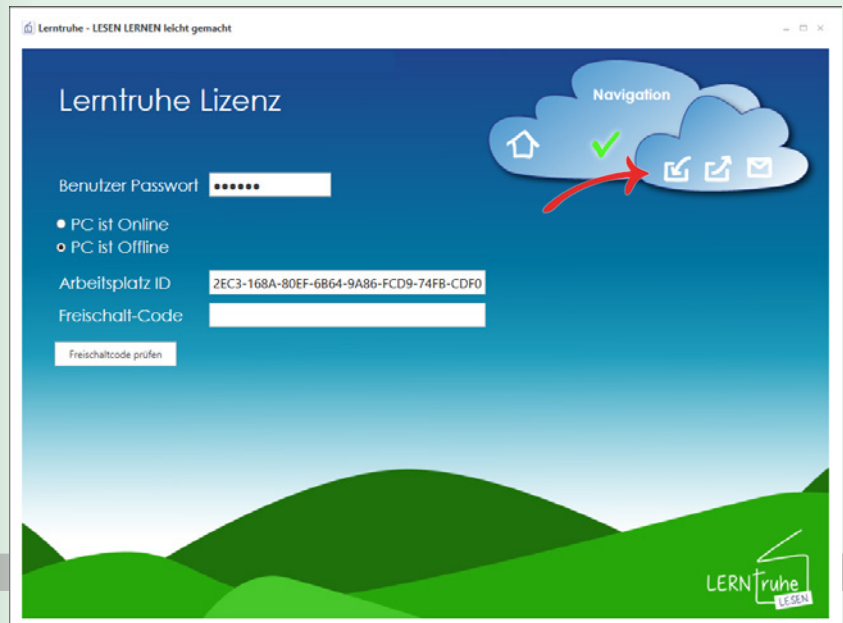 Lerntruhe - LESEN LERNEN leicht gemacht
Lerntruhe Lizenz
Navigation
Benutzer Passwort ●●●●●●
PC ist Online
PC ist Offline
Arbeitsplatz ID 2EC3-168A-80EF-6B64-9A86-FCD9-74FB-CDF0
Freischalt-Code
Freischaltcode prüfen
LERNTruhe
LESEN